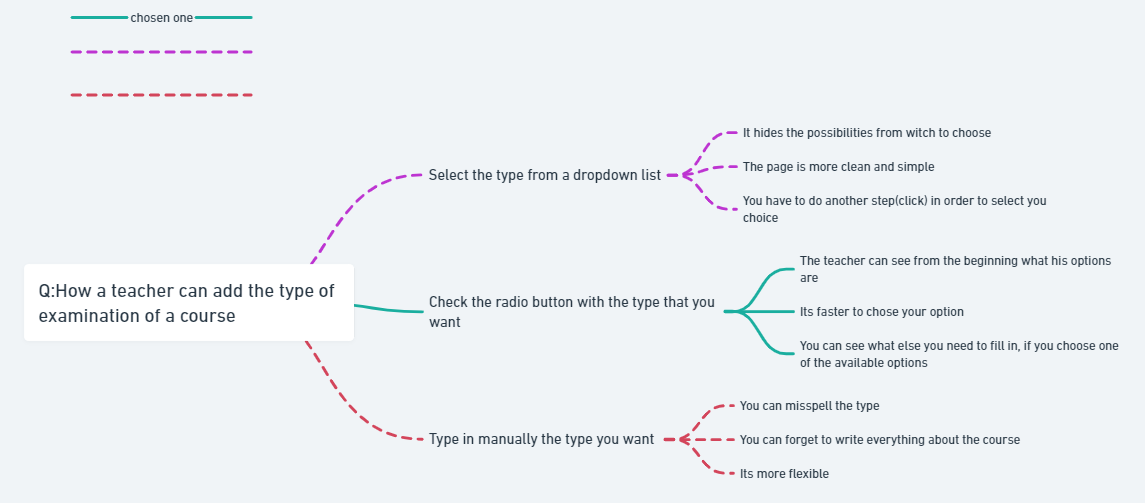 chosen one
Select the type from a dropdown list
It hides the possibilities from witch to choose
The page is more clean and simple
You have to do another step(click) in order to select you
choice
Q:How a teacher can add the type of
examination of a course
Check the radio button with the type that you
want
The teacher can see from the beginning what his options
are
Its faster to chose your option
You can see what else you need to fill in, if you choose one
of the available options
Type in manually the type you want
You can misspell the type
You can forget to write everything about the course
Its more flexible